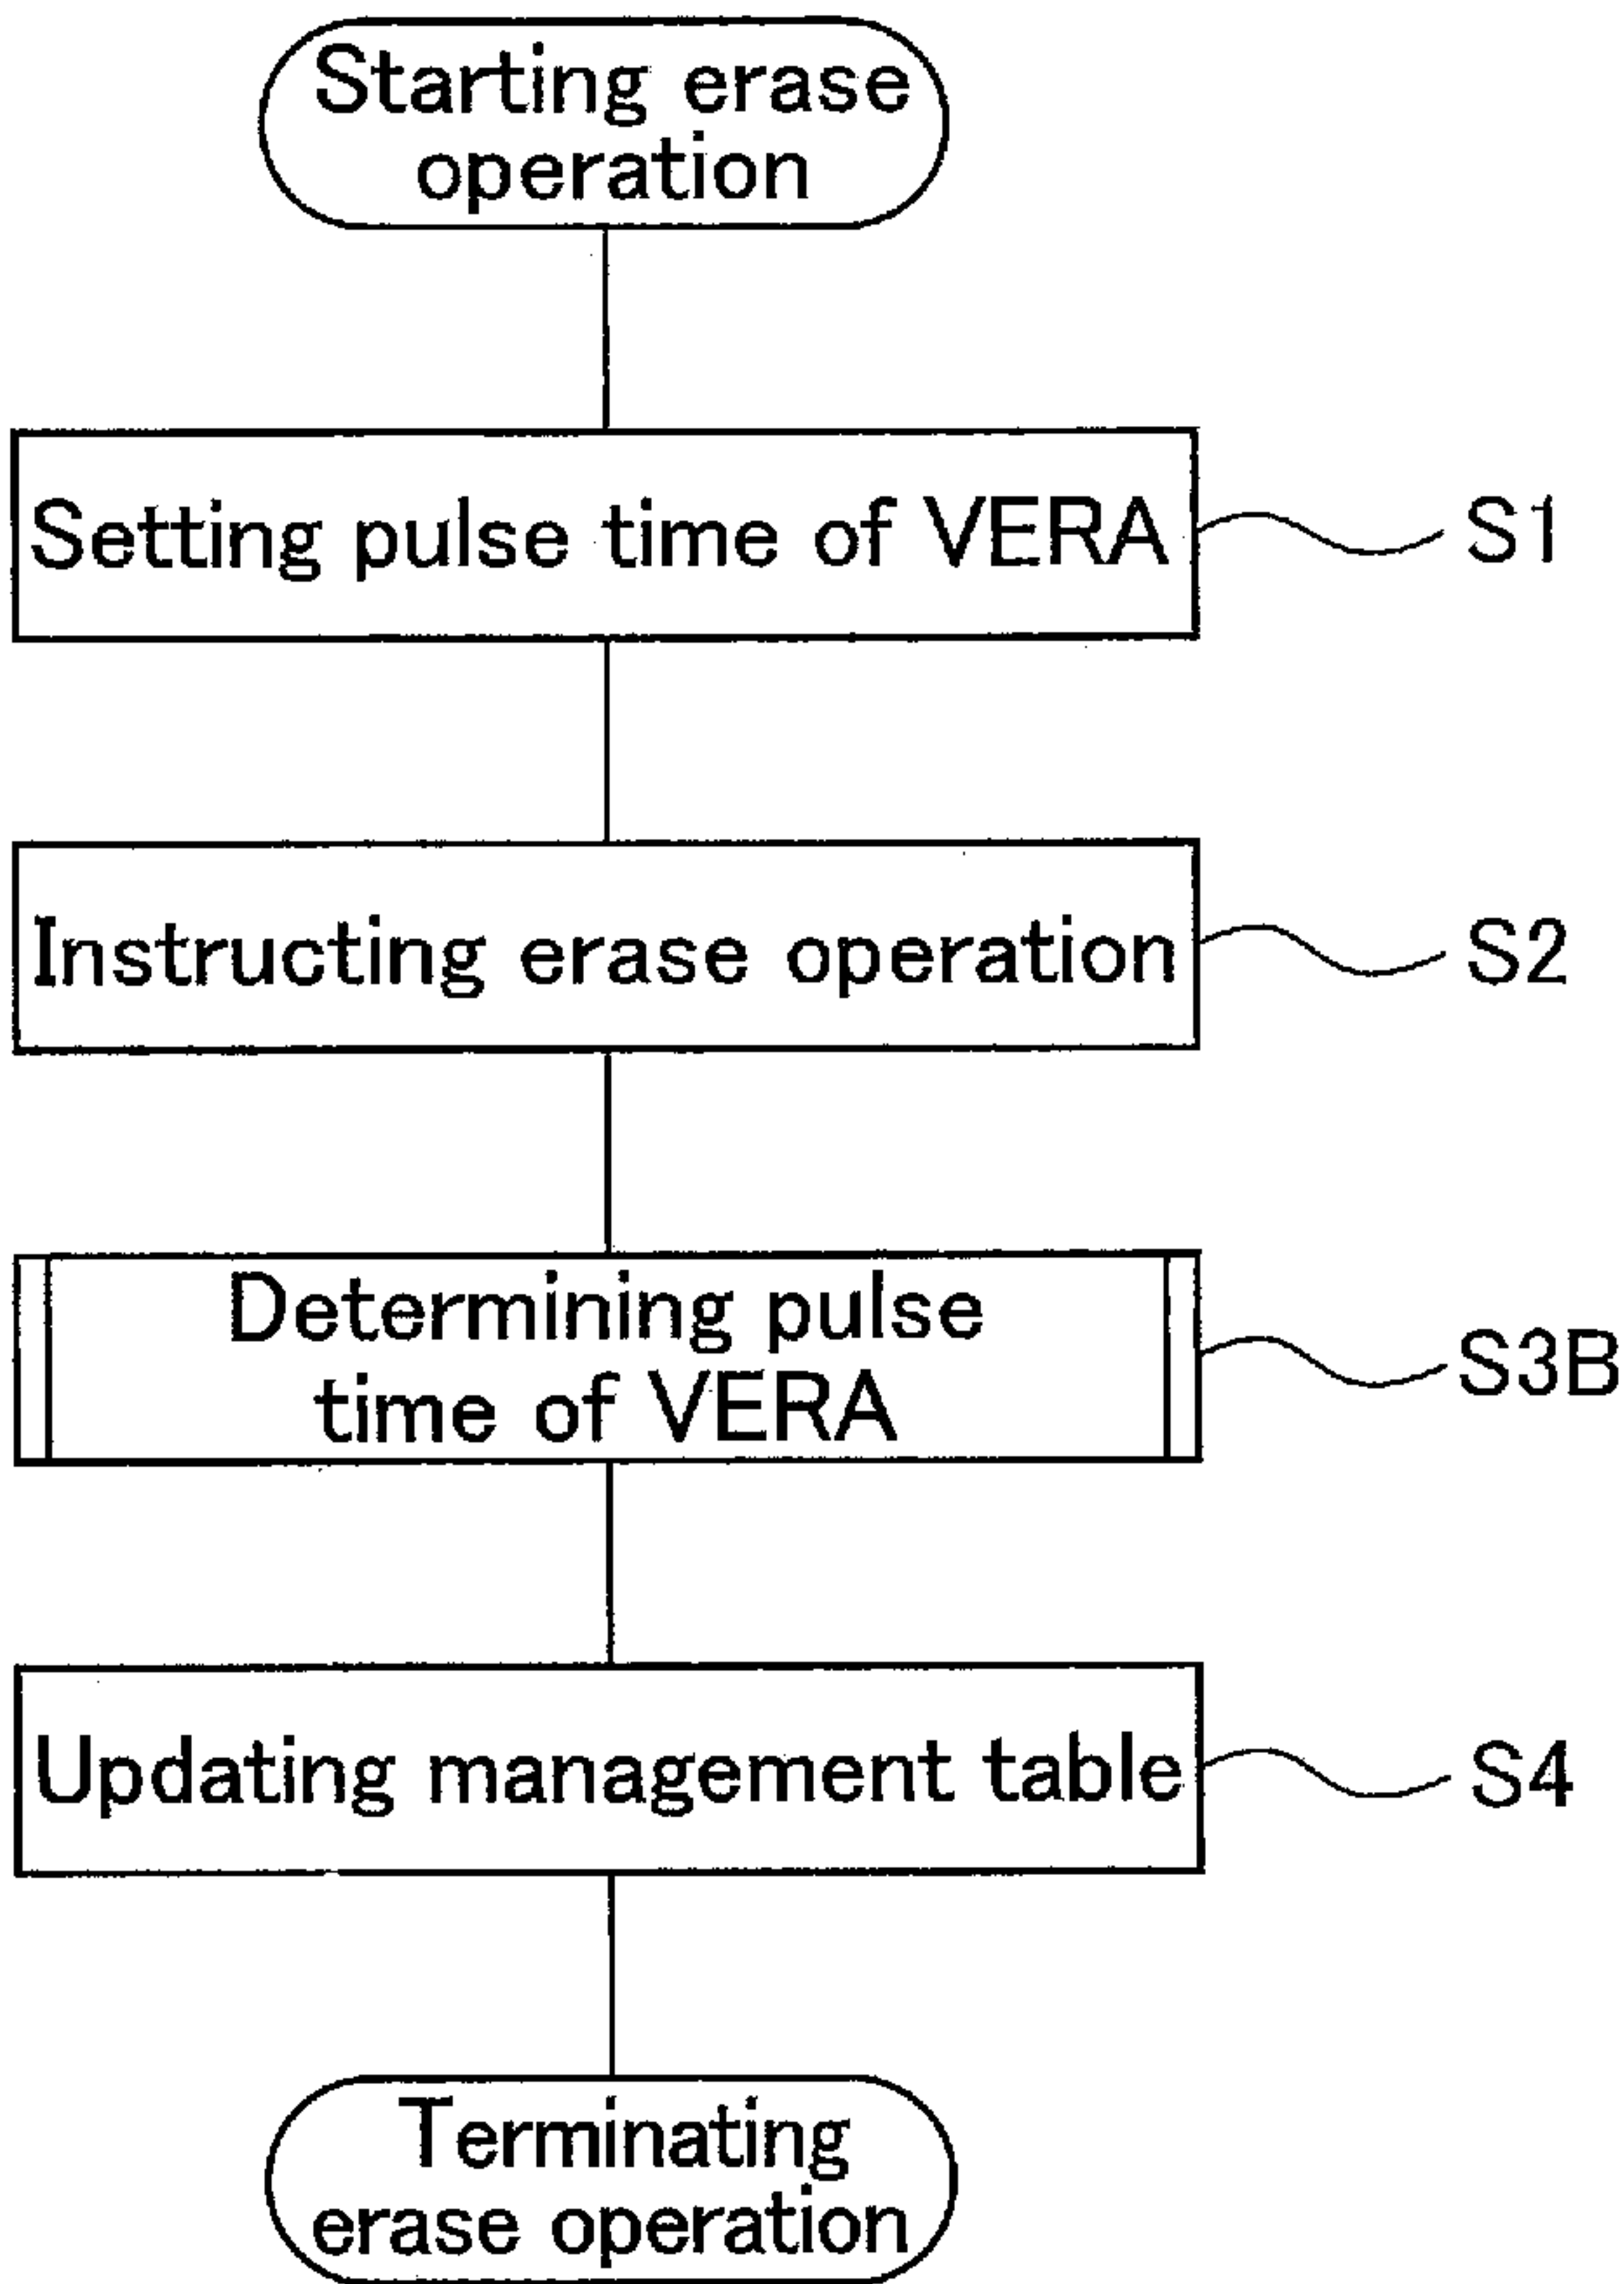 Starting erase
operation
Setting pulse time of VERA
S1
Instructing erase operation
S2
Determining pulse
time of VERA
S3B
Updating management table
S4
Terminating
erase operation